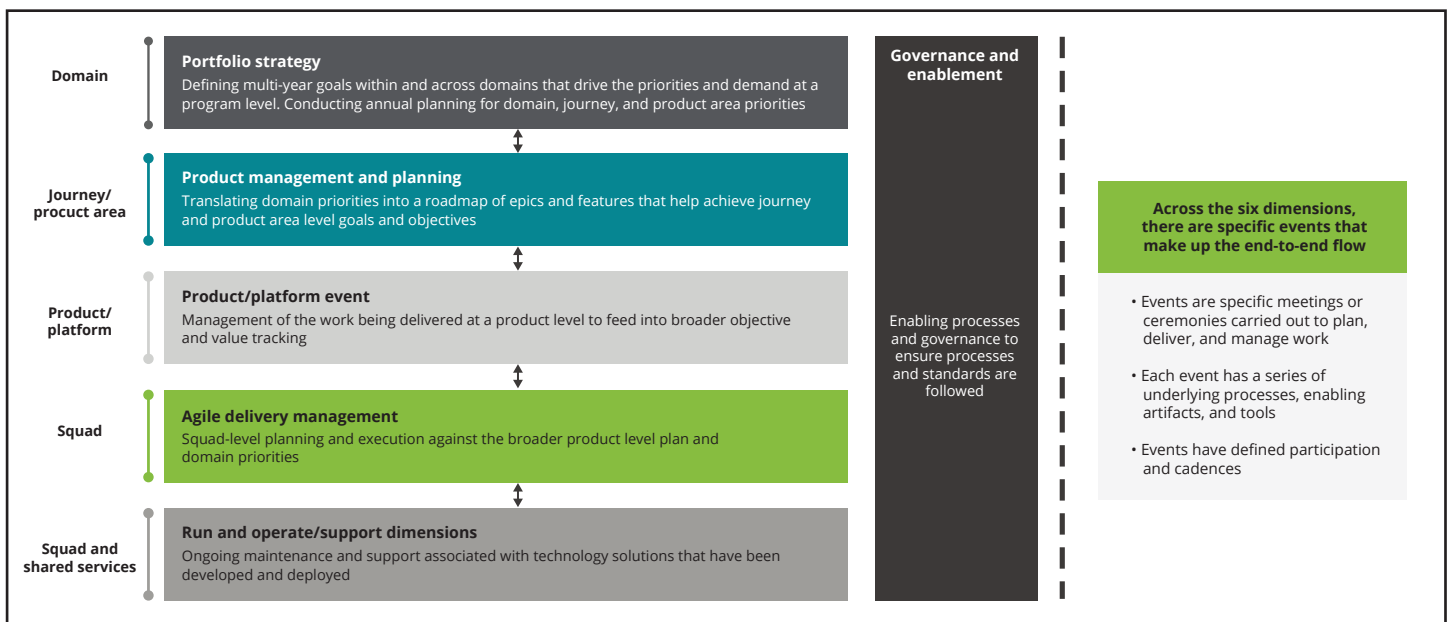 Domain
Portfolio strategy
Defining multi-year goals within and across domains that drive the priorities and demand at a
program level. Conducting annual planning for domain, journey, and product area priorities
Journey/
procuct area
Product management and planning
Translating domain priorities into a roadmap of epics and features that help achieve journey
and product area level goals and objectives
Product/
platform
Product/platform event
Management of the work being delivered at a product level to feed into broader objective
and value tracking
Squad
Agile delivery management
Squad-level planning and execution against the broader product level plan and
domain priorities
Squad and
shared services
Run and operate/support dimensions
Ongoing maintenance and support associated with technology solutions that have been
developed and deployed
Governance and
enablement
Enabling processes
and governance to
ensure processes
and standards are
followed
Across the six dimensions,
there are specific events that
make up the end-to-end flow
• Events are specific meetings or
ceremonies carried out to plan,
deliver, and manage work
• Each event has a series of
underlying processes, enabling
artifacts, and tools
• Events have defined participation
and cadences